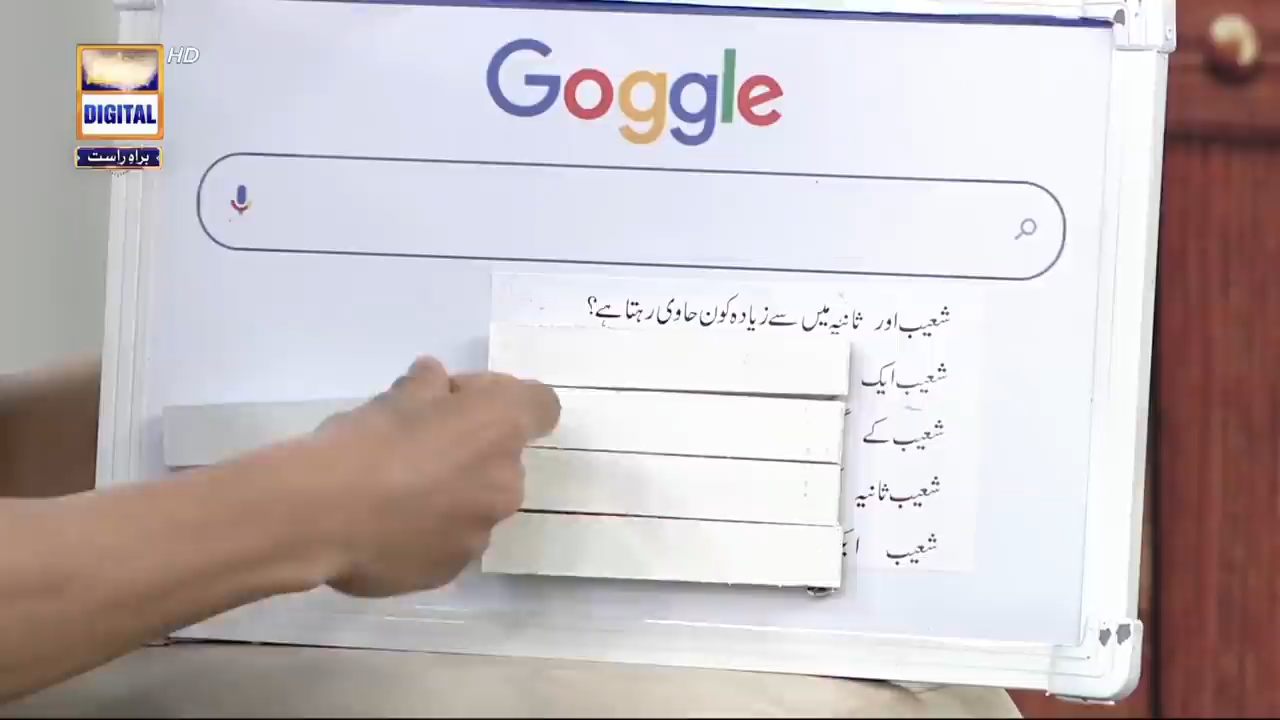 HD
DIGITAL
براہِ راست
Goggle
شعیب اور ثانیہ میں سے زیادہ کون حاوی رہتا ہے؟
شعیب ایک
شعیب کے
شعیب ثانیہ
شعیب